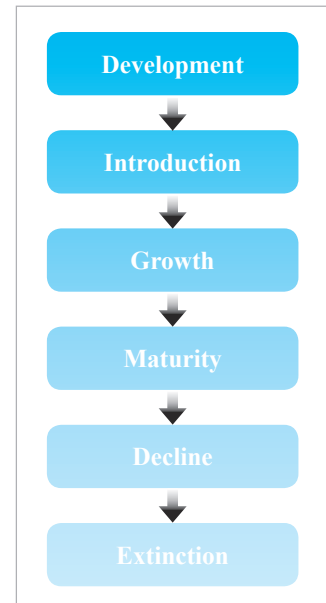 Development
Introduction
Growth
Maturity
Decline
Extinction